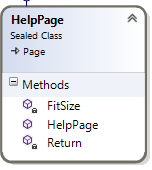 HelpPage
Sealed Class
Page
Methods
FitSize
HelpPage
Return